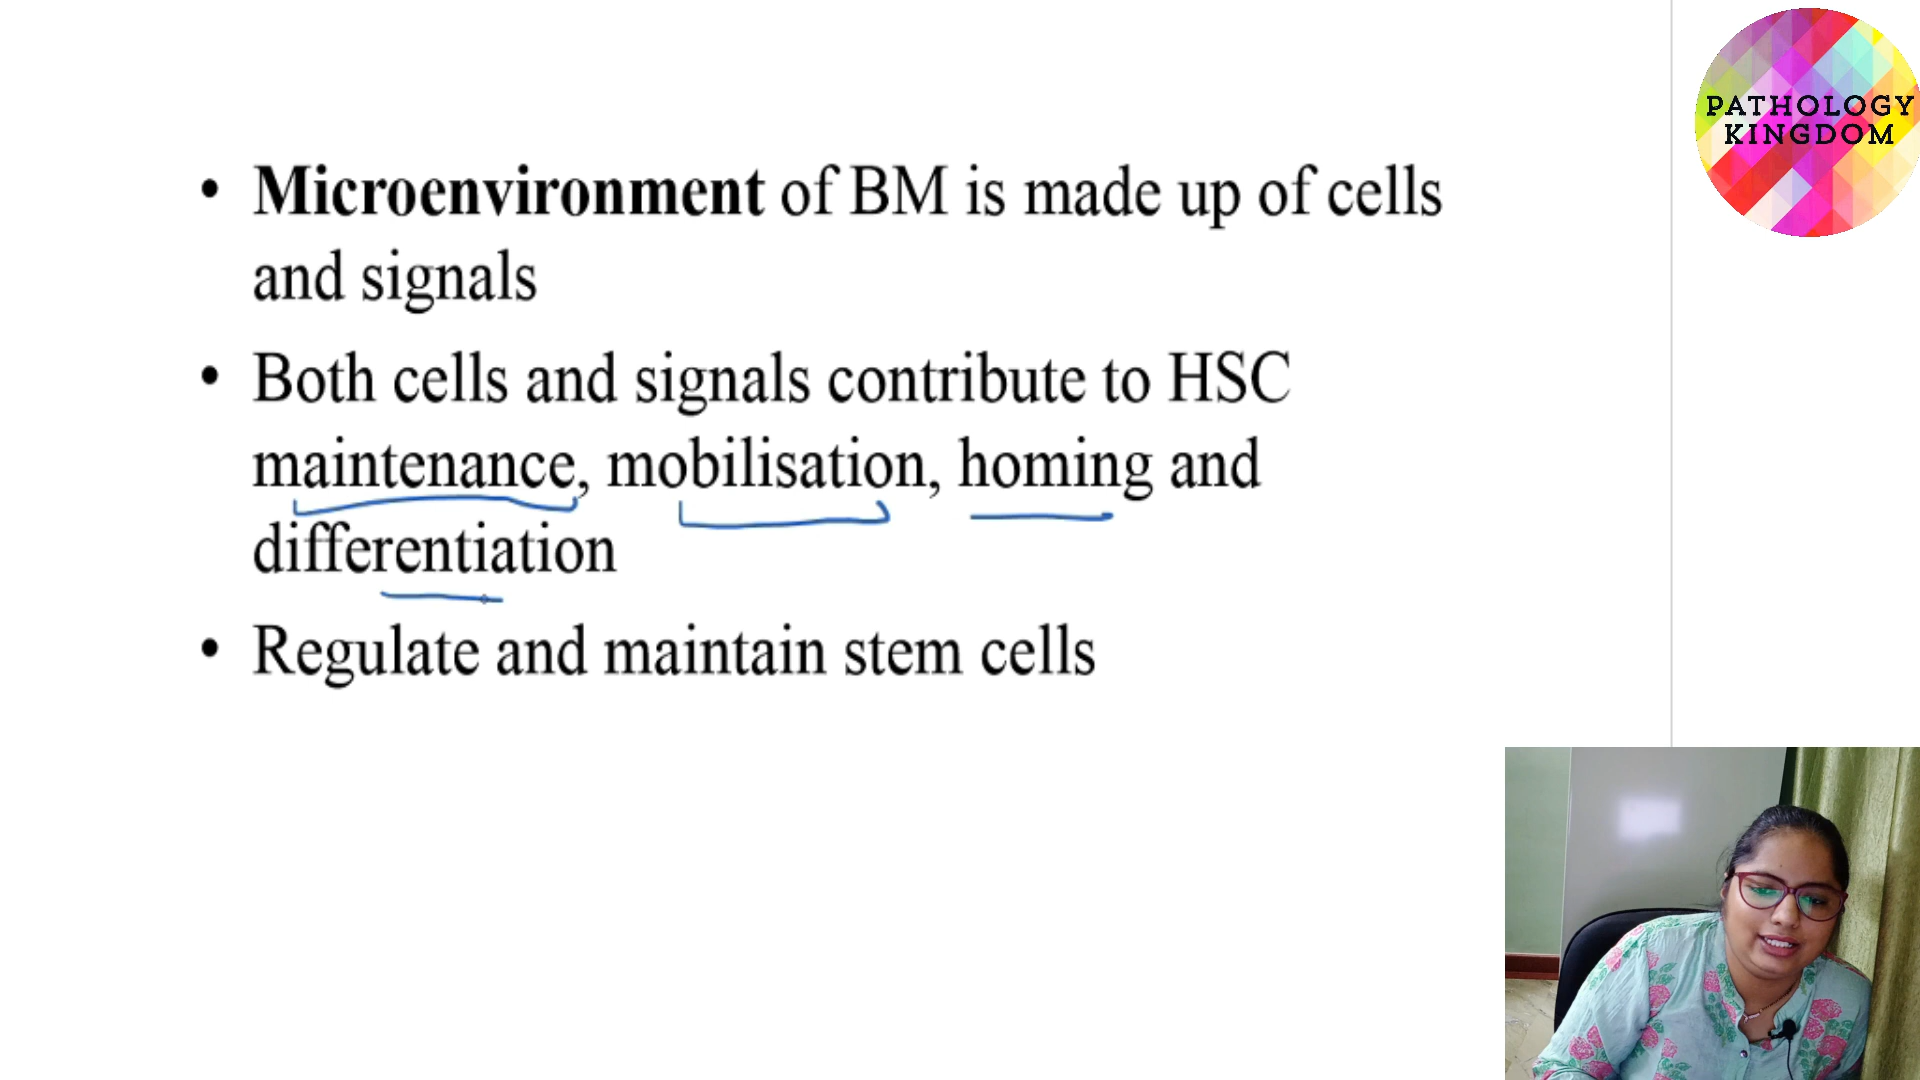 PATHOLOGY
KINGDOM
• Microenvironment of BM is made up of cells
and signals
• Both cells and signals contribute to HSC
maintenance, mobilisation, homing and
differentiation
• Regulate and maintain stem cells